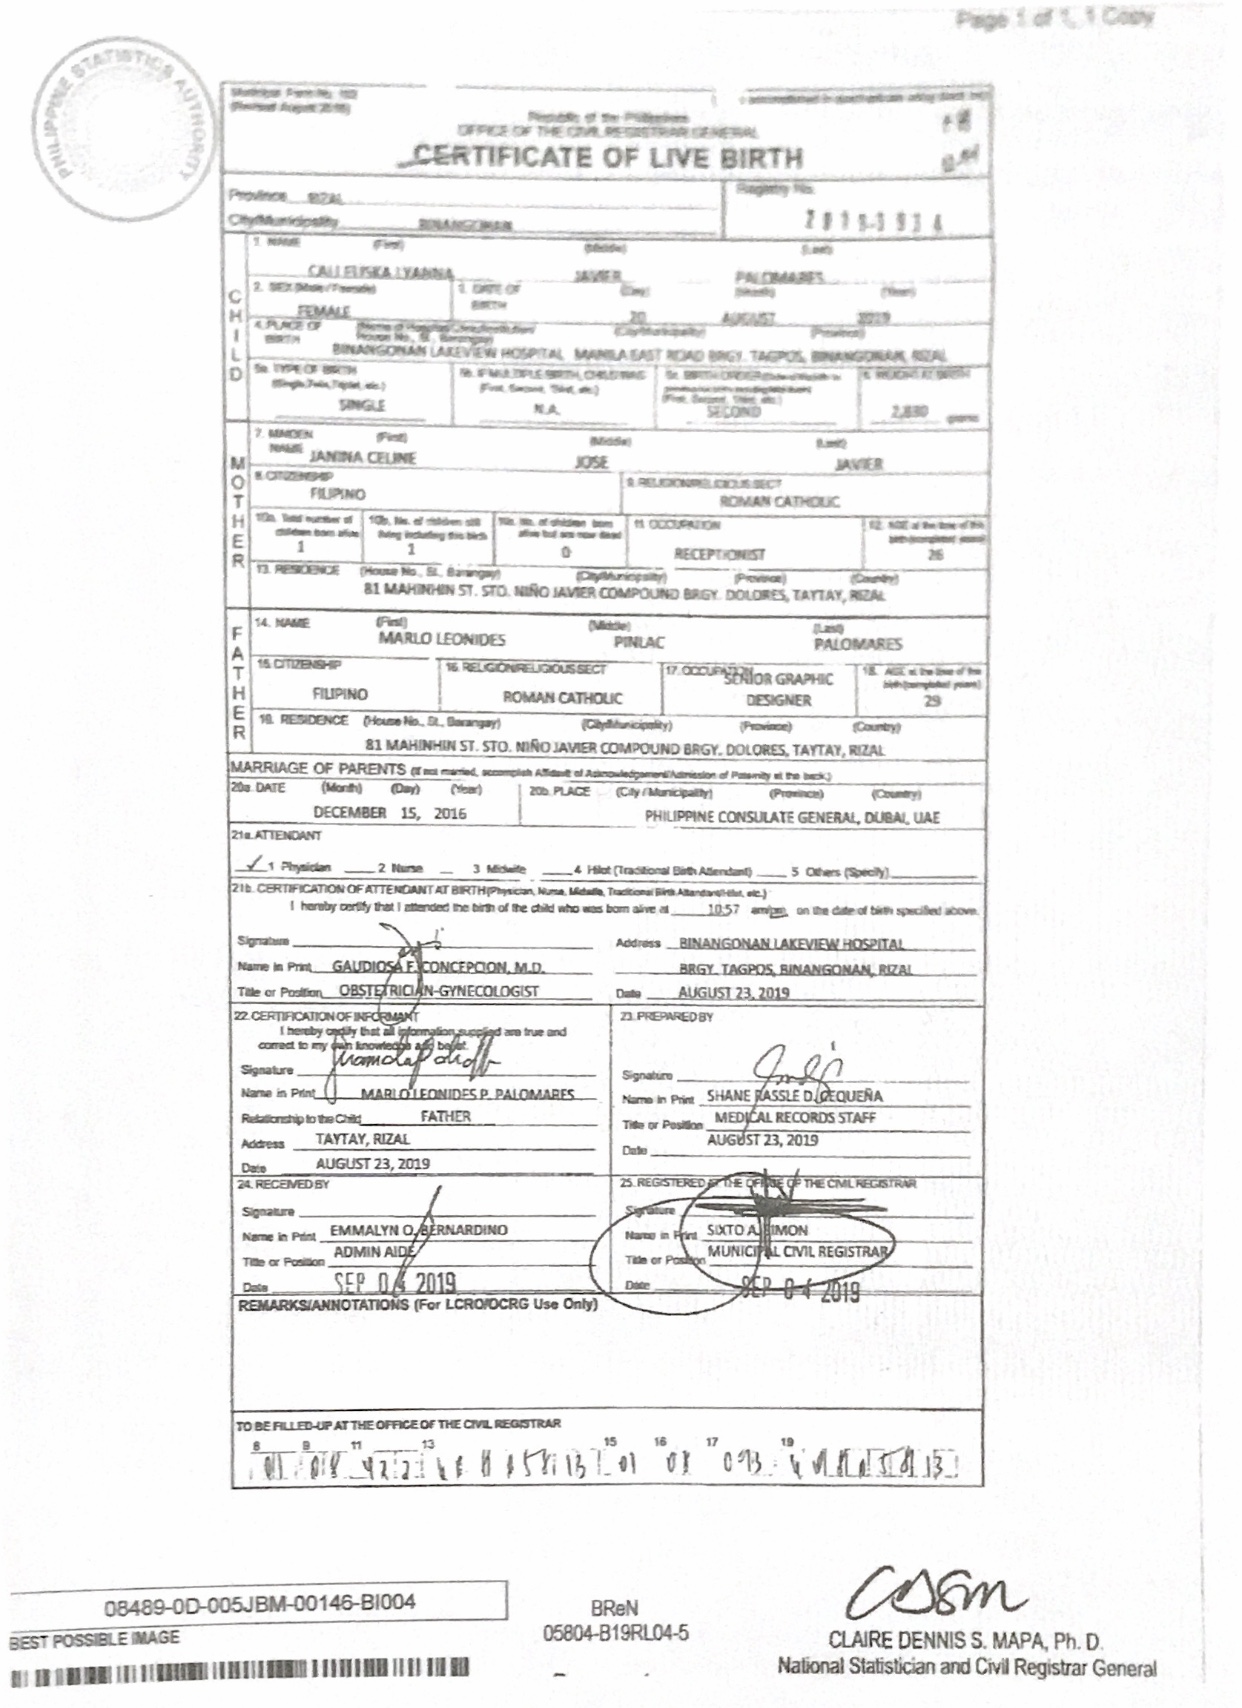 Page 1 of 1, 1 Copy
PHILIPPINE STATISTICS AUTHORITY
Municipal Form No. 102
(Revised August 2016)
Republic of the Philippines
OFFICE OF THE CIVIL REGISTRAR GENERAL
CERTIFICATE OF LIVE BIRTH
Province RIZAL
Registry No.
City/Municipality BINANGONAN
CHILD
1. NAME (First) (Middle) (Last)
LYANNA JAVIER PALOMARES
2. SEX (Male / Female) 3. DATE OF BIRTH (Day) (Month) (Year)
FEMALE 20 AUGUST 2019
4. PLACE OF BIRTH (Name of Hospital/Clinic/Institution/ House No., St., Barangay) (City/Municipality) (Province)
BINANGONAN LAKEVIEW HOSPITAL MANILA EAST ROAD BRGY. TAGPOS, BINANGONAN, RIZAL
5a. TYPE OF BIRTH (Single, Twin, Triplet, etc.) 5b. IF MULTIPLE BIRTH, CHILD WAS (First, Second, Third, etc.) 5c. BIRTH ORDER (First, Second, Third, etc.) 6. WEIGHT AT BIRTH
SINGLE N.A. SECOND 2,830 grams
MOTHER
7. MAIDEN NAME (First) (Middle) (Last)
JANINA CELINE JOSE JAVIER
8. CITIZENSHIP 9. RELIGION/RELIGIOUS SECT
FILIPINO ROMAN CATHOLIC
10a. Total number of children born alive 10b. No. of children still living including this birth 10c. No. of children born alive but are now dead 11. OCCUPATION 12. AGE at the time of this birth (completed years)
1 1 0 RECEPTIONIST 26
13. RESIDENCE (House No., St., Barangay) (City/Municipality) (Province) (Country)
81 MAHINHIN ST. STO. NIÑO JAVIER COMPOUND BRGY. DOLORES, TAYTAY, RIZAL
FATHER
14. NAME (First) (Middle) (Last)
MARLO LEONIDES PINLAC PALOMARES
15. CITIZENSHIP 16. RELIGION/RELIGIOUS SECT 17. OCCUPATION 18. AGE at the time of the birth (completed years)
FILIPINO ROMAN CATHOLIC SENIOR GRAPHIC DESIGNER 29
19. RESIDENCE (House No., St., Barangay) (City/Municipality) (Province) (Country)
81 MAHINHIN ST. STO. NIÑO JAVIER COMPOUND BRGY. DOLORES, TAYTAY, RIZAL
MARRIAGE OF PARENTS (If not married, accomplish Affidavit of Acknowledgement/Admission of Paternity at the back.)
20a. DATE (Month) (Day) (Year) 20b. PLACE (City / Municipality) (Province) (Country)
DECEMBER 15, 2016 PHILIPPINE CONSULATE GENERAL, DUBAI, UAE
21a. ATTENDANT
✓ 1 Physician 2 Nurse 3 Midwife 4 Hilot (Traditional Birth Attendant) 5 Others (Specify)
21b. CERTIFICATION OF ATTENDANT AT BIRTH (Physician, Nurse, Midwife, Traditional Birth Attendant/Hilot, etc.)
I hereby certify that I attended the birth of the child who was born alive at 10:57 am/pm, on the date of birth specified above.
Signature Address BINANGONAN LAKEVIEW HOSPITAL
Name in Print GAUDIOSA F. CONCEPCION, M.D. BRGY. TAGPOS, BINANGONAN, RIZAL
Title or Position OBSTETRICIAN-GYNECOLOGIST Date AUGUST 23, 2019
22. CERTIFICATION OF INFORMANT
I hereby certify that all information supplied are true and
correct to my own knowledge and belief.
Signature
Name in Print MARLO LEONIDES P. PALOMARES
Relationship to the Child FATHER
Address TAYTAY, RIZAL
Date AUGUST 23, 2019
23. PREPARED BY
Signature
Name in Print SHANE RASSLE D. PEQUEÑA
Title or Position MEDICAL RECORDS STAFF
Date AUGUST 23, 2019
24. RECEIVED BY
Signature
Name in Print EMMALYN O. BERNARDINO
Title or Position ADMIN AIDE
Date SEP 04 2019
25. REGISTERED AT THE OFFICE OF THE CIVIL REGISTRAR
Signature
Name in Print SIXTO A. SIMON
Title or Position MUNICIPAL CIVIL REGISTRAR
Date SEP 04 2019
REMARKS/ANNOTATIONS (For LCRO/OCRG Use Only)
TO BE FILLED-UP AT THE OFFICE OF THE CIVIL REGISTRAR
8 9 11 13 15 16 17 19
08489-0D-005JBM-00146-BI004
BEST POSSIBLE IMAGE
BReN
05804-B19RL04-5
CLAIRE DENNIS S. MAPA, Ph. D.
National Statistician and Civil Registrar General